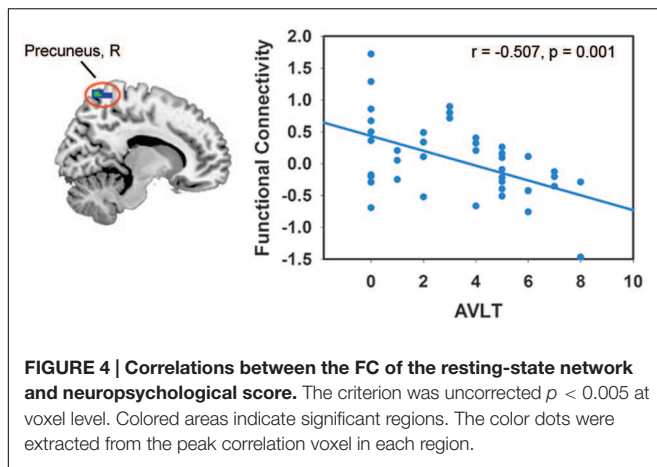 Precuneus, R
r = -0.507, p = 0.001
Functional Connectivity
2.0
1.5
1.0
0.5
0.0
-0.5
-1.0
-1.5
0 2 4 6 8 10
AVLT
FIGURE 4 | Correlations between the FC of the resting-state network
and neuropsychological score. The criterion was uncorrected p < 0.005 at
voxel level. Colored areas indicate significant regions. The color dots were
extracted from the peak correlation voxel in each region.